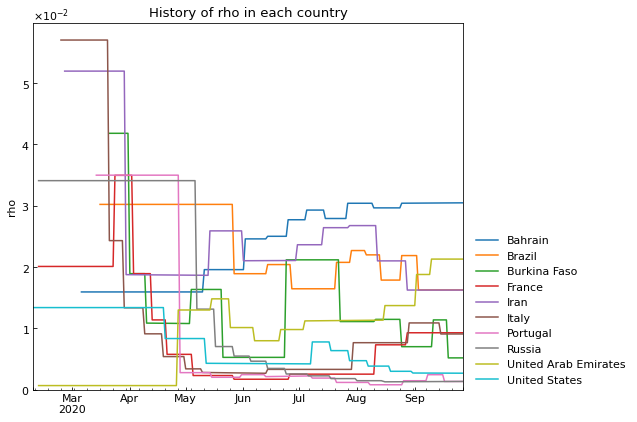 History of rho in each country
×10⁻²
5
4
3
2
1
0
rho
Mar Apr May Jun Jul Aug Sep
2020
Bahrain
Brazil
Burkina Faso
France
Iran
Italy
Portugal
Russia
United Arab Emirates
United States